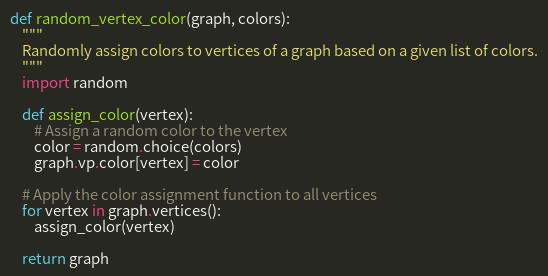 def random_vertex_color(graph, colors):
    """
    Randomly assign colors to vertices of a graph based on a given list of colors.
    """
    import random

    def assign_color(vertex):
        # Assign a random color to the vertex
        color = random.choice(colors)
        graph.vp.color[vertex] = color

    # Apply the color assignment function to all vertices
    for vertex in graph.vertices():
        assign_color(vertex)

    return graph